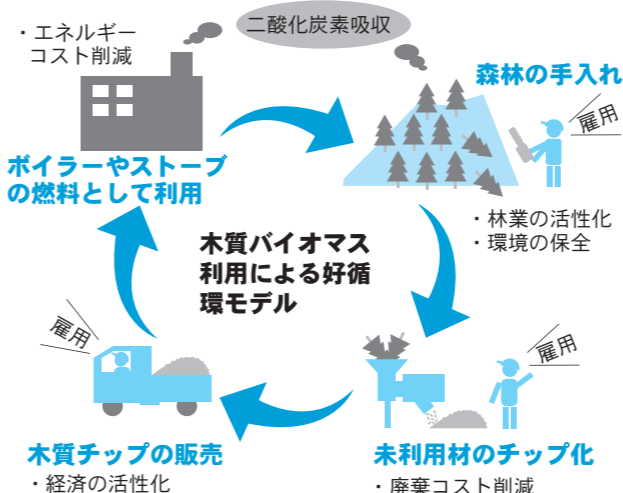 ・エネルギー
コスト削減
二酸化炭素吸収
森林の手入れ
雇用
ボイラーやストーブ
の燃料として利用
・林業の活性化
・環境の保全
木質バイオマス
利用による好循
環モデル
雇用
雇用
木質チップの販売
・経済の活性化
未利用材のチップ化
・廃棄コスト削減